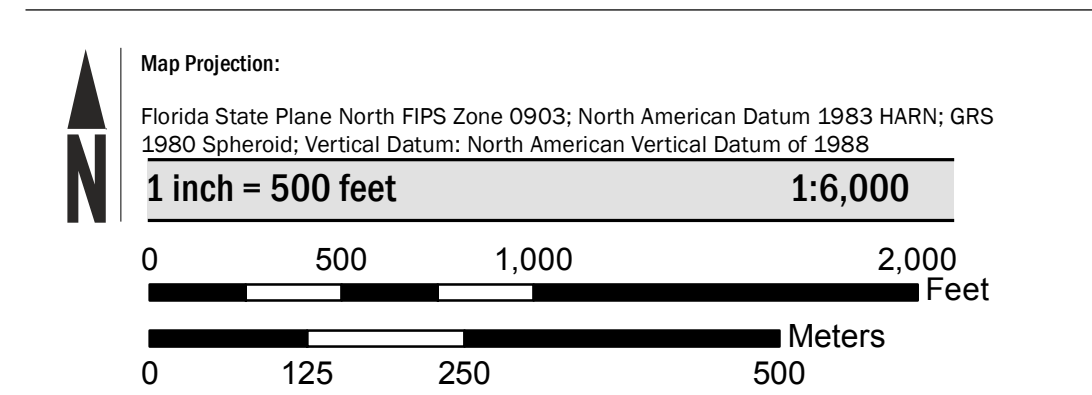 Map Projection:
Florida State Plane North FIPS Zone 0903; North American Datum 1983 HARN; GRS
1980 Spheroid; Vertical Datum: North American Vertical Datum of 1988
N
1 inch = 500 feet 1:6,000
0 500 1,000 2,000
Feet
Meters
0 125 250 500